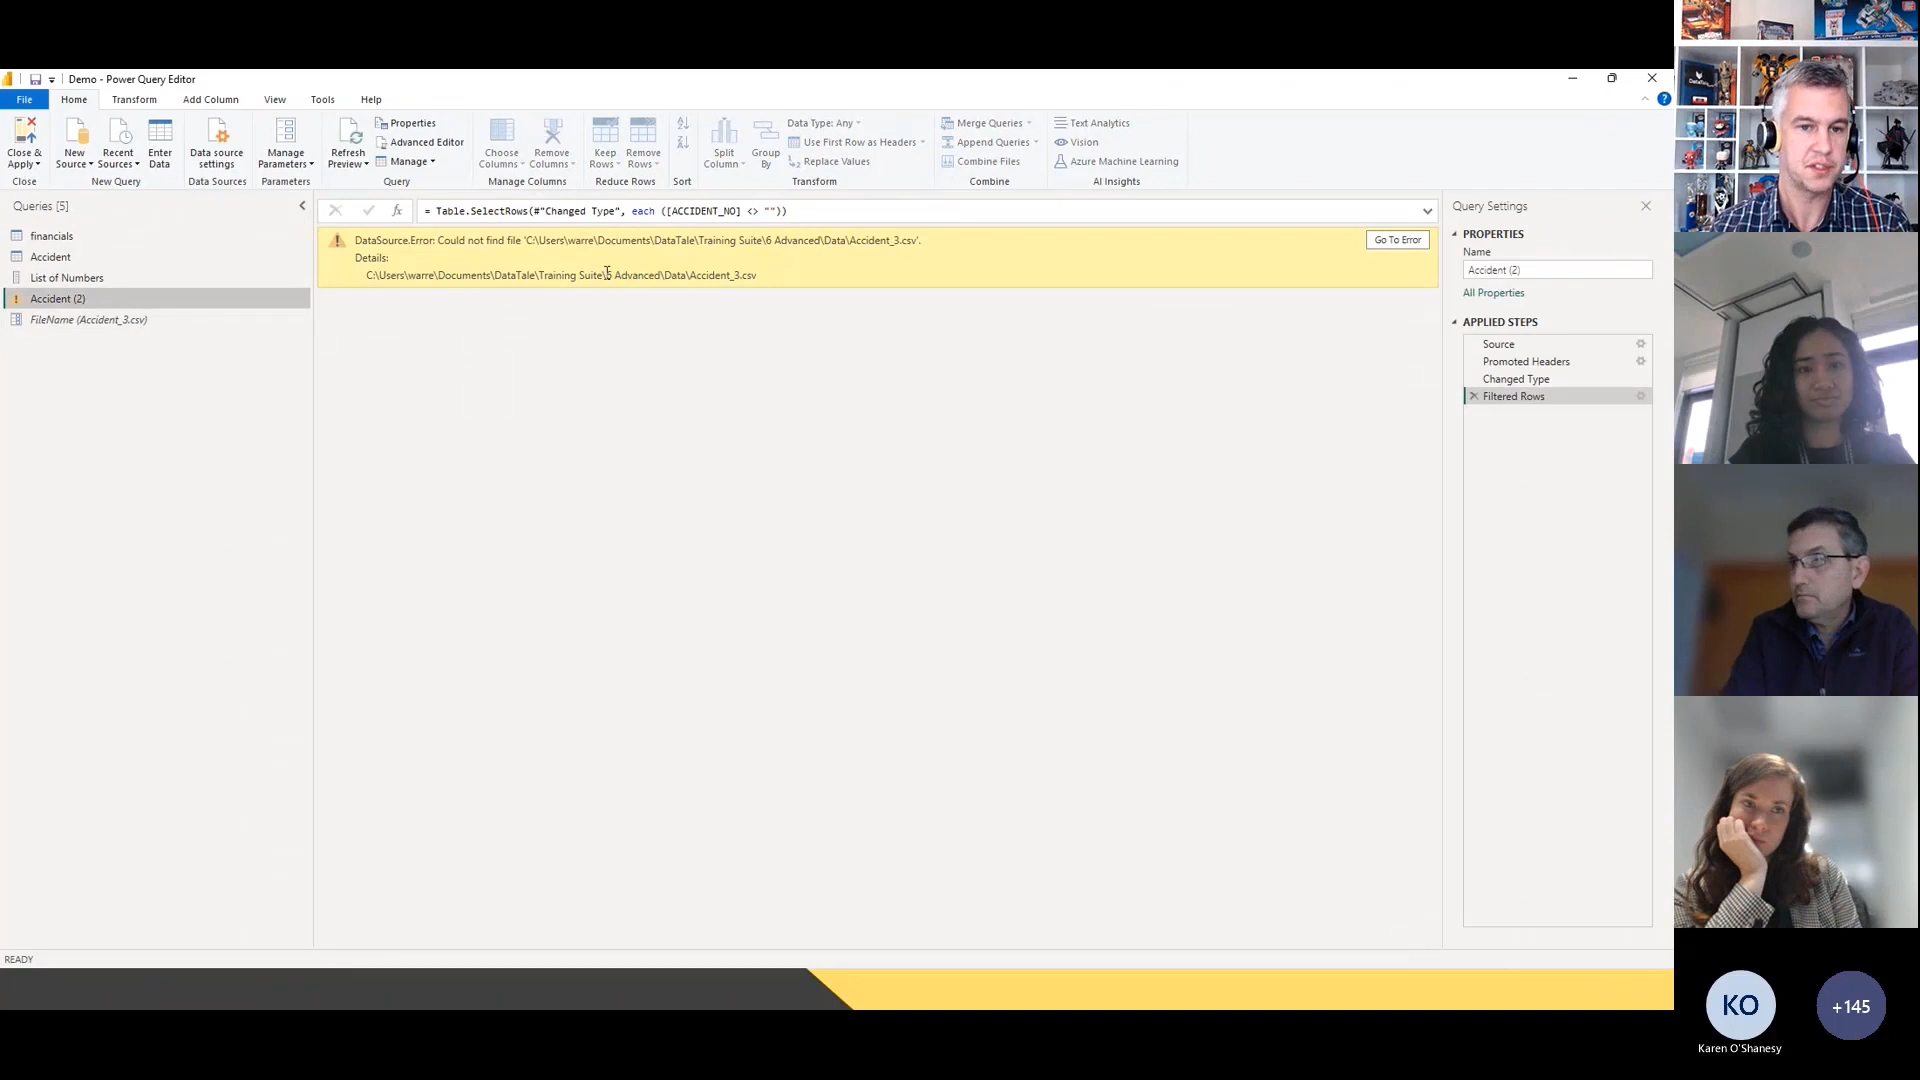 Demo - Power Query Editor
File
Home
Transform
Add Column
View
Tools
Help
Close & Apply
New Source
Recent Sources
Enter Data
Data source settings
Manage Parameters
Refresh Preview
Properties
Advanced Editor
Manage
Choose Columns
Remove Columns
Keep Rows
Remove Rows
Split Column
Group By
Data Type: Any
Use First Row as Headers
Replace Values
Merge Queries
Append Queries
Combine Files
Text Analytics
Vision
Azure Machine Learning
Close
New Query
Data Sources
Parameters
Query
Manage Columns
Reduce Rows
Sort
Transform
Combine
AI Insights
Queries [5]
financials
Accident
List of Numbers
Accident (2)
FileName (Accident_3.csv)
= Table.SelectRows(#"Changed Type", each ([ACCIDENT_NO] <> ""))
DataSource.Error: Could not find file 'C:\Users\warre\Documents\DataTale\Training Suite\6 Advanced\Data\Accident_3.csv'.
Details:
C:\Users\warre\Documents\DataTale\Training Suite\6 Advanced\Data\Accident_3.csv
Go To Error
Query Settings
PROPERTIES
Name
Accident (2)
All Properties
APPLIED STEPS
Source
Promoted Headers
Changed Type
Filtered Rows
READY
KO
+145
Karen O'Shanesy